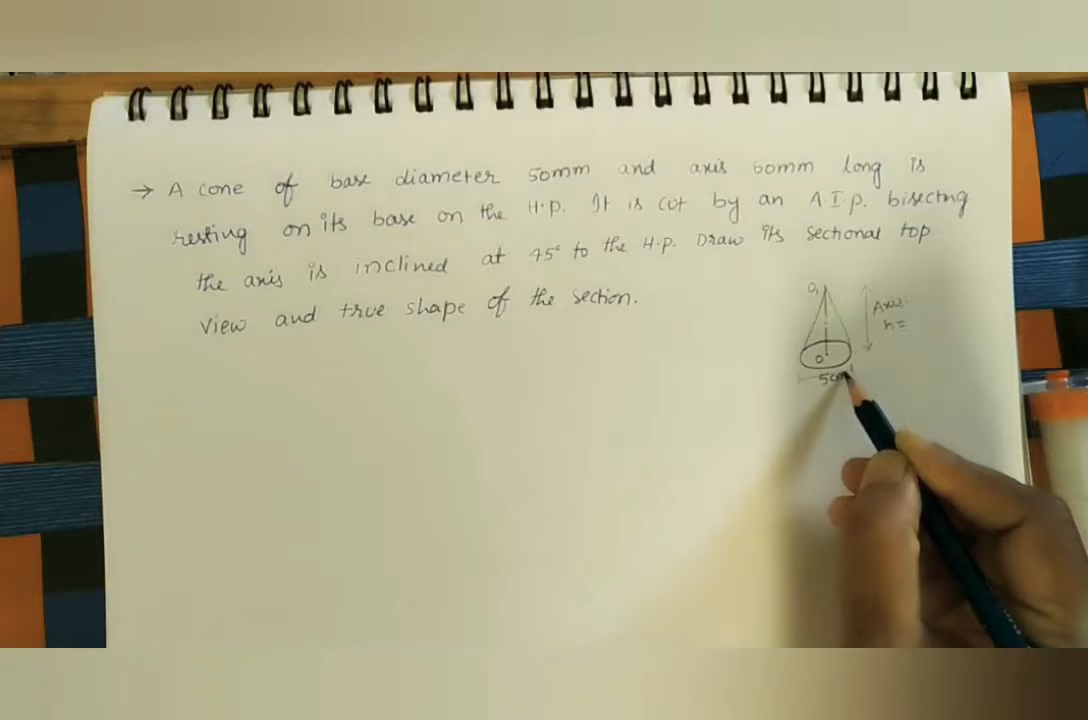 → A cone of base diameter 50mm and axis 60mm long is
resting on its base on the H.P. It is cut by an A.I.P. bisecting
the axis is inclined at 45° to the H.P. Draw its sectional top
view and true shape of the section.
O₁
Axis
h=
O
5cm